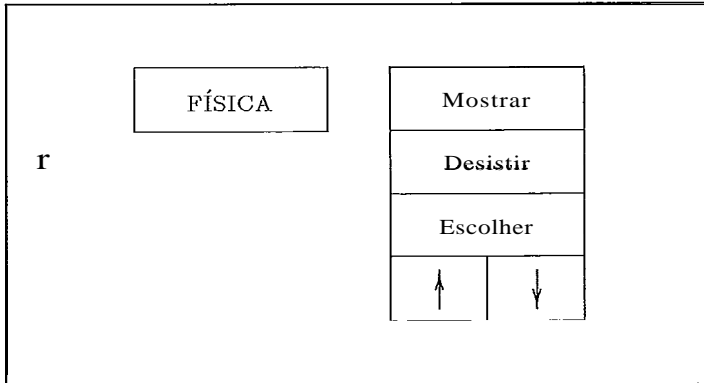 FÍSICA
Mostrar
r
Desistir
Escolher